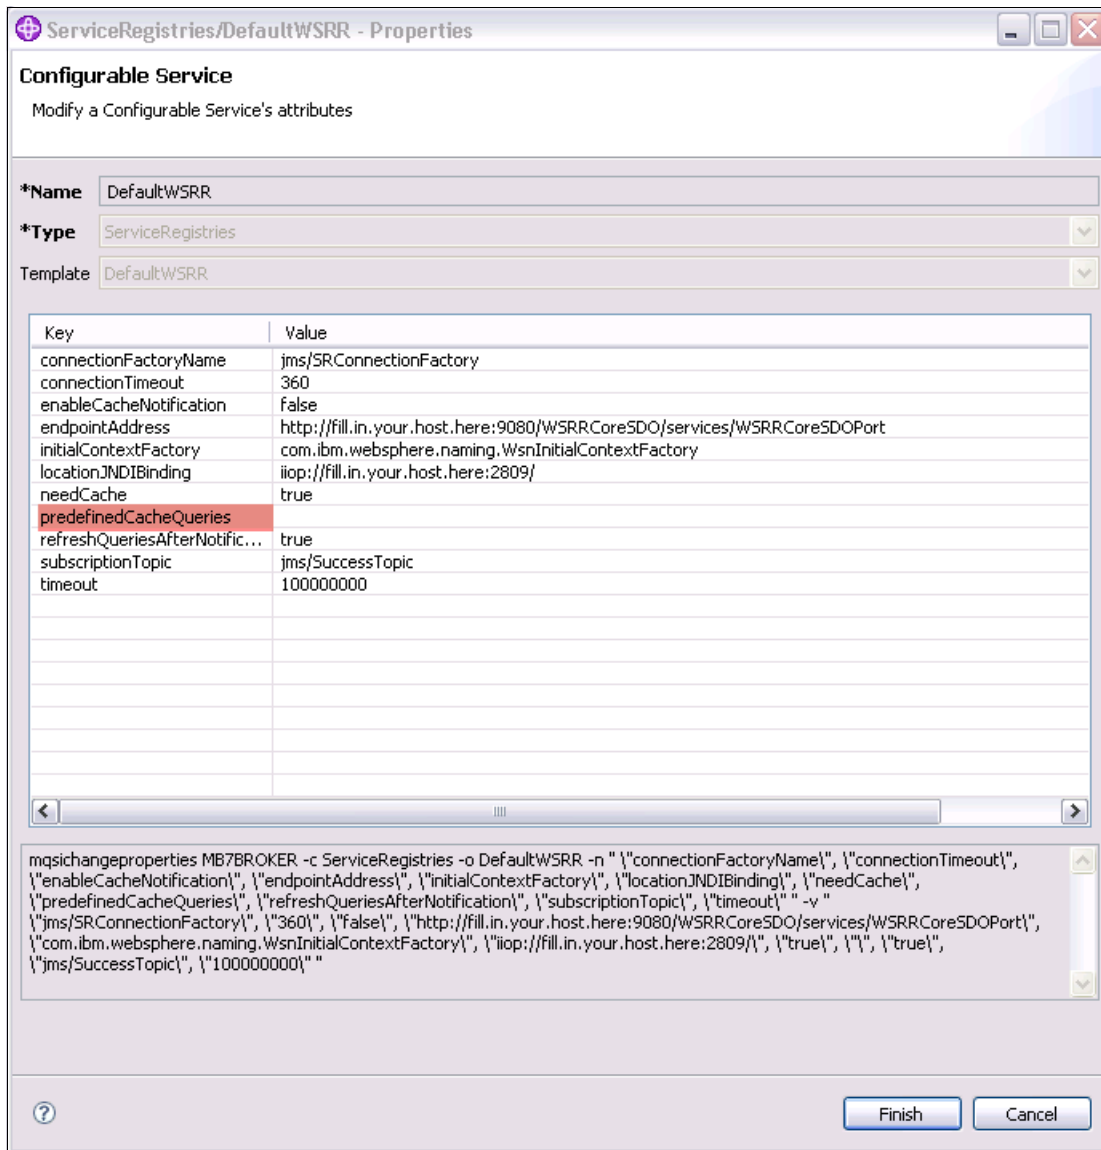 ServiceRegistries/DefaultWSRR - Properties
Configurable Service
Modify a Configurable Service's attributes
*Name DefaultWSRR
*Type ServiceRegistries
Template DefaultWSRR
Key Value
connectionFactoryName jms/SRConnectionFactory
connectionTimeout 360
enableCacheNotification false
endpointAddress http://fill.in.your.host.here:9080/WSRRCoreSDO/services/WSRRCoreSDOPort
initialContextFactory com.ibm.websphere.naming.WsnInitialContextFactory
locationJNDIBinding iiop://fill.in.your.host.here:2809/
needCache true
predefinedCacheQueries
refreshQueriesAfterNotific... true
subscriptionTopic jms/SuccessTopic
timeout 100000000
mqsichangeproperties MB7BROKER -c ServiceRegistries -o DefaultWSRR -n " \"connectionFactoryName\", \"connectionTimeout\",
\"enableCacheNotification\", \"endpointAddress\", \"initialContextFactory\", \"locationJNDIBinding\", \"needCache\",
\"predefinedCacheQueries\", \"refreshQueriesAfterNotification\", \"subscriptionTopic\", \"timeout\" " -v "
\"jms/SRConnectionFactory\", \"360\", \"false\", \"http://fill.in.your.host.here:9080/WSRRCoreSDO/services/WSRRCoreSDOPort\",
\"com.ibm.websphere.naming.WsnInitialContextFactory\", \"iiop://fill.in.your.host.here:2809/\", \"true\", \"\", \"true\",
\"jms/SuccessTopic\", \"100000000\" "
? Finish Cancel